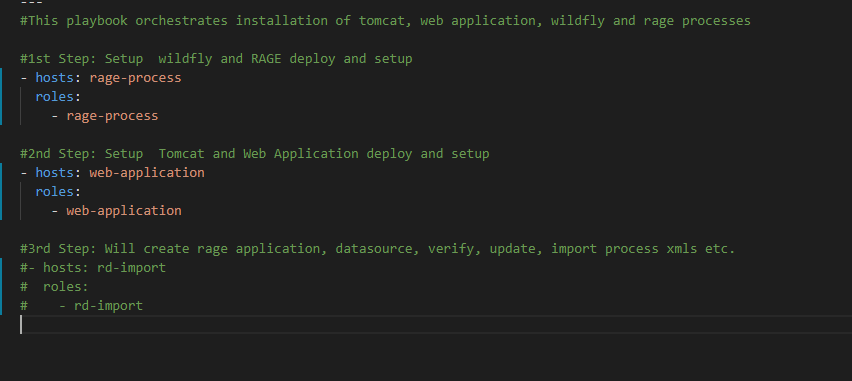 ---
#This playbook orchestrates installation of tomcat, web application, wildfly and rage processes
#1st Step: Setup  wildfly and RAGE deploy and setup
- hosts: rage-process
  roles:
    - rage-process
#2nd Step: Setup  Tomcat and Web Application deploy and setup
- hosts: web-application
  roles:
    - web-application
#3rd Step: Will create rage application, datasource, verify, update, import process xmls etc.
#- hosts: rd-import
#  roles:
#    - rd-import